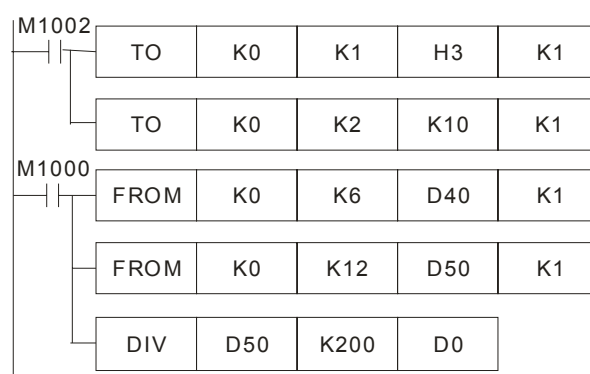 M1002
TO K0 K1 H3 K1
TO K0 K2 K10 K1
M1000
FROM K0 K6 D40 K1
FROM K0 K12 D50 K1
DIV D50 K200 D0